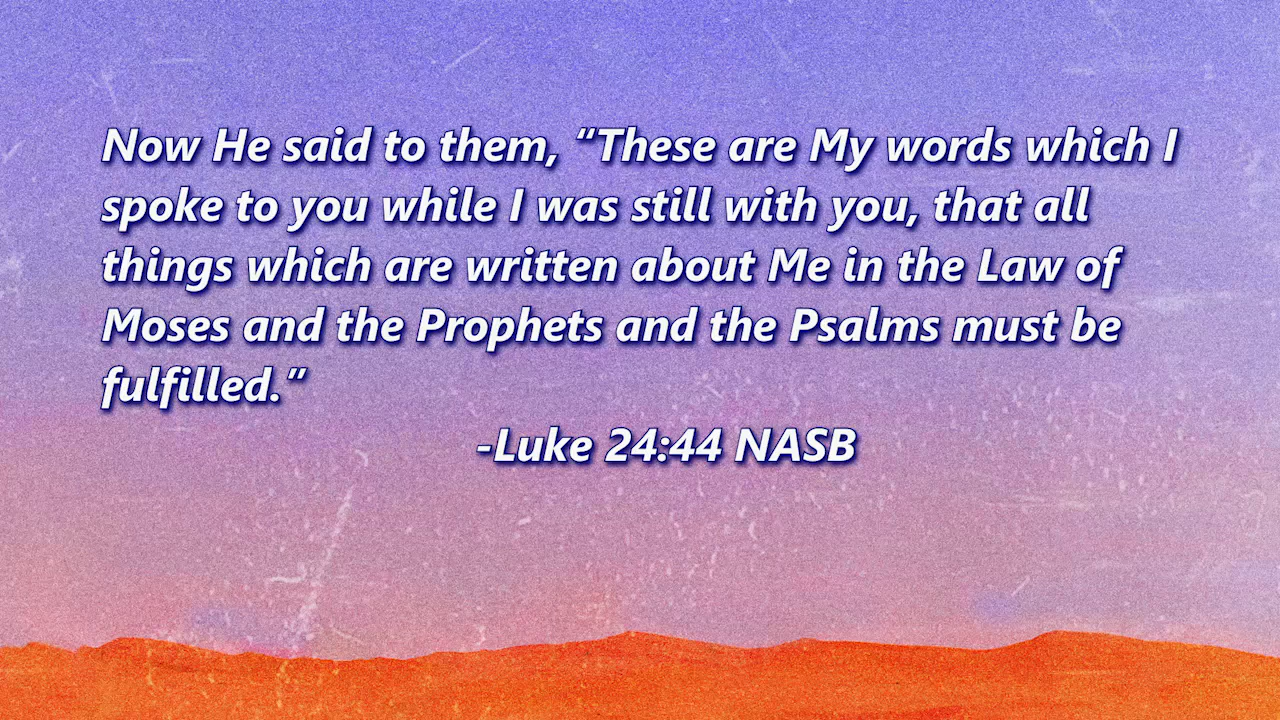 Now He said to them, “These are My words which I
spoke to you while I was still with you, that all
things which are written about Me in the Law of
Moses and the Prophets and the Psalms must be
fulfilled.”
-Luke 24:44 NASB